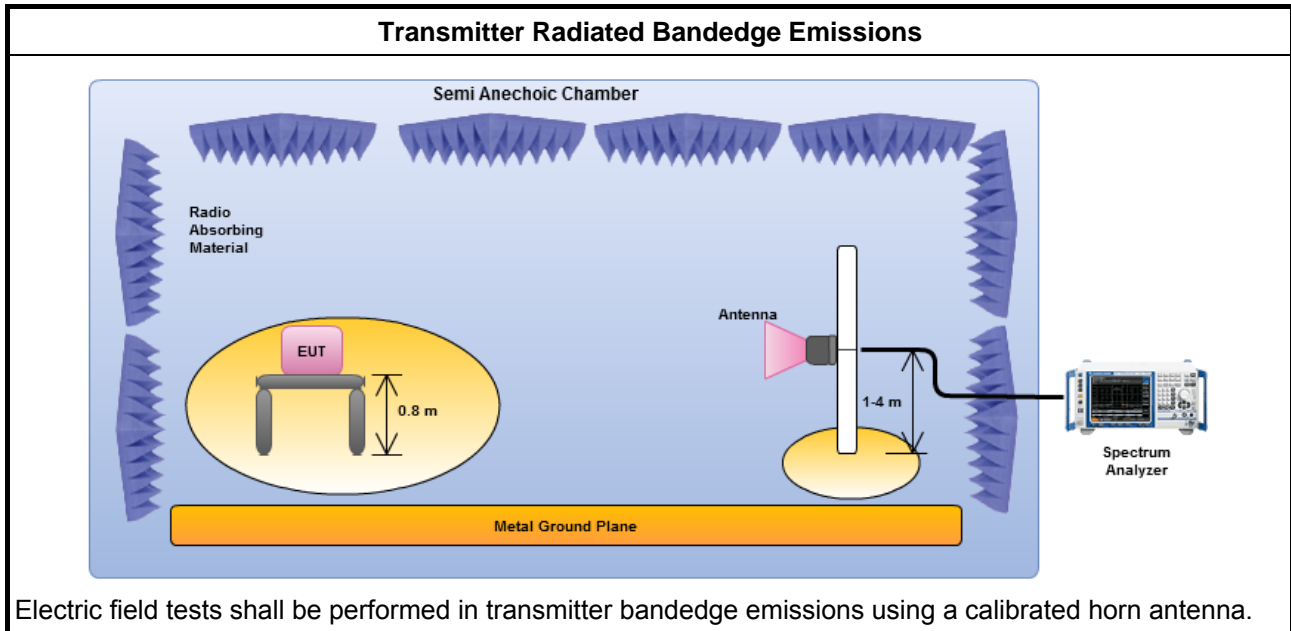 Transmitter Radiated Bandedge Emissions
Semi Anechoic Chamber
Radio
Absorbing
Material
Antenna
EUT
0.8 m
1-4 m
Spectrum
Analyzer
Metal Ground Plane
Electric field tests shall be performed in transmitter bandedge emissions using a calibrated horn antenna.